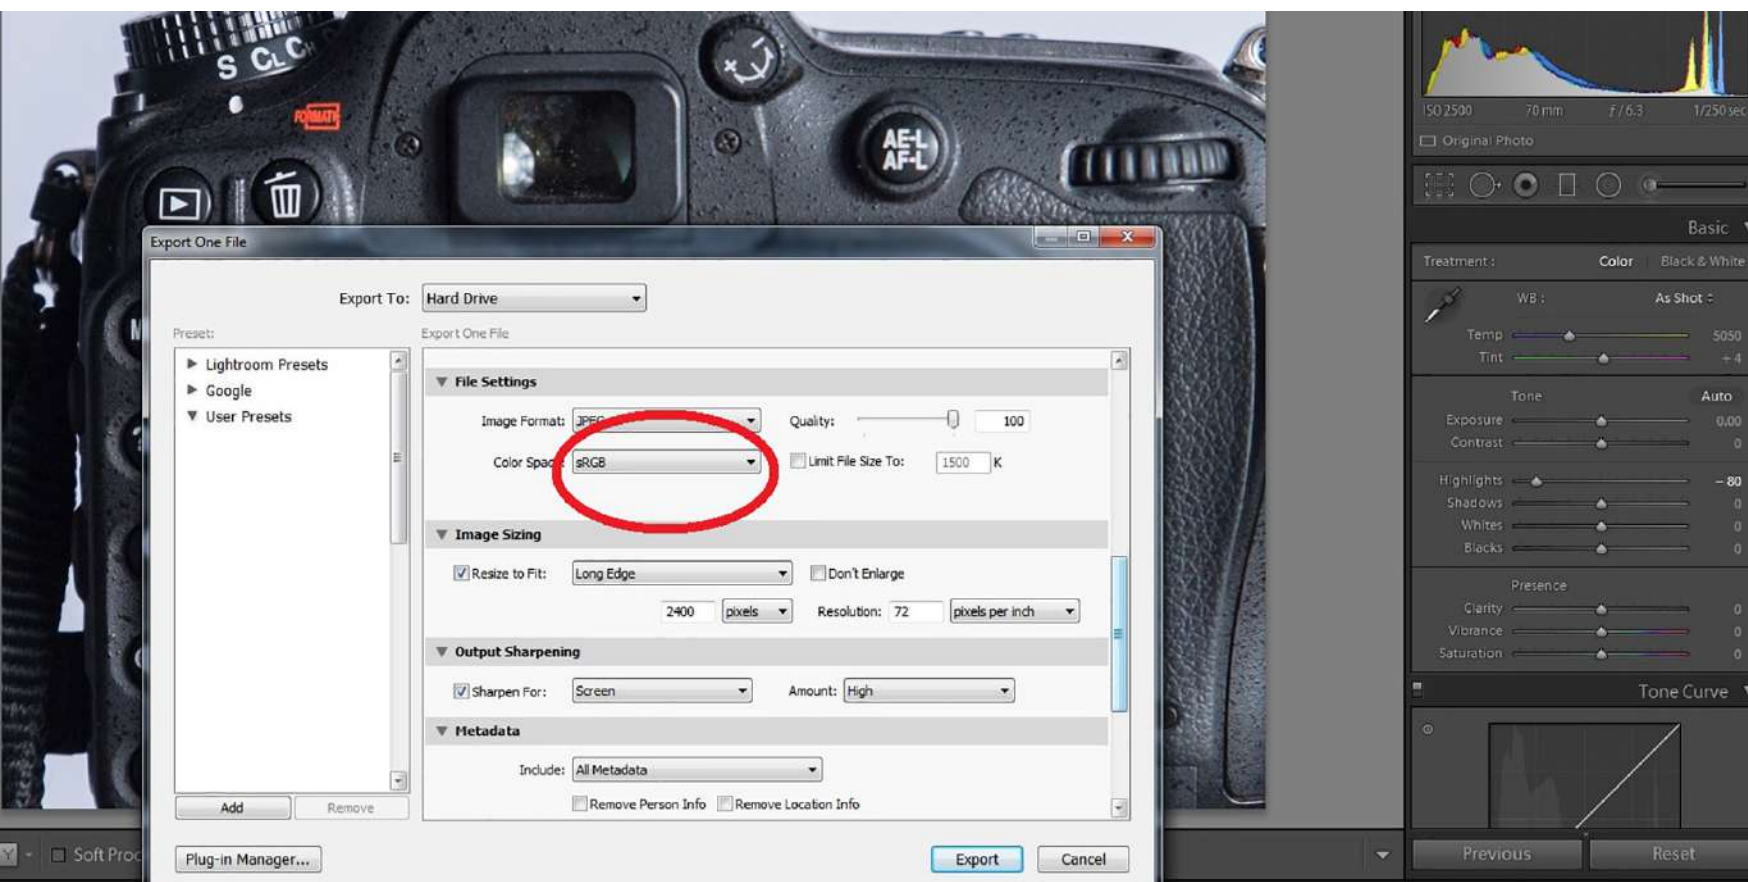 S CL CH
FORMAT
AE-L
AF-L
ISO 2500 70 mm ƒ / 6.3 1/250 sec
Original Photo
Basic
Treatment : Color Black & White
WB : As Shot
Temp 5050
Tint + 4
Tone Auto
Exposure 0.00
Contrast 0
Highlights – 80
Shadows 0
Whites 0
Blacks 0
Presence
Clarity 0
Vibrance 0
Saturation 0
Tone Curve
Previous Reset
Export One File
Export To: Hard Drive
Preset: Export One File
Lightroom Presets
Google
User Presets
File Settings
Image Format: JPEG Quality: 100
Color Space: sRGB Limit File Size To: 1500 K
Image Sizing
Resize to Fit: Long Edge Don't Enlarge
2400 pixels Resolution: 72 pixels per inch
Output Sharpening
Sharpen For: Screen Amount: High
Metadata
Include: All Metadata
Remove Person Info Remove Location Info
Add Remove
Plug-in Manager... Export Cancel
Y Soft Proo